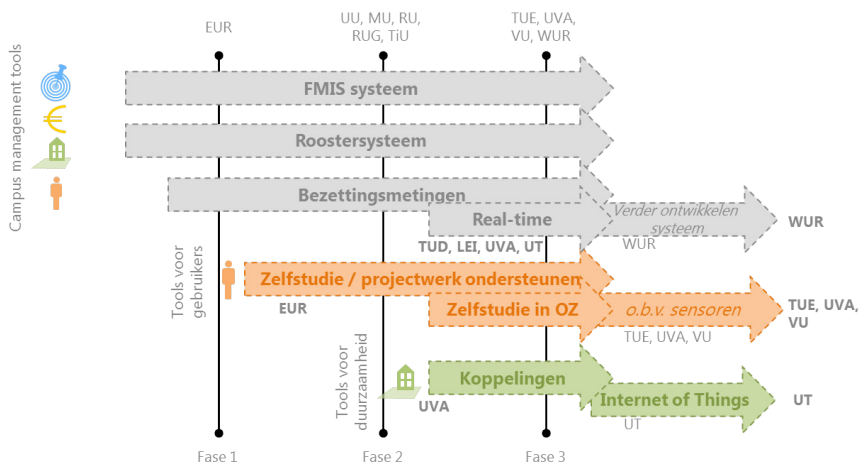 EUR
UU, MU, RU,
RUG, TiU
TUE, UVA,
VU, WUR
Campus management tools
FMIS systeem
Roostersysteem
Bezettingsmetingen
Real-time
Verder ontwikkelen
systeem
WUR
TUD, LEI, UVA, UT
WUR
Tools voor
gebruikers
Zelfstudie / projectwerk ondersteunen
EUR
Zelfstudie in OZ
o.b.v. sensoren
TUE, UVA,
VU
TUE, UVA, VU
Tools voor
duurzaamheid
Koppelingen
UVA
Internet of Things
UT
UT
Fase 1
Fase 2
Fase 3